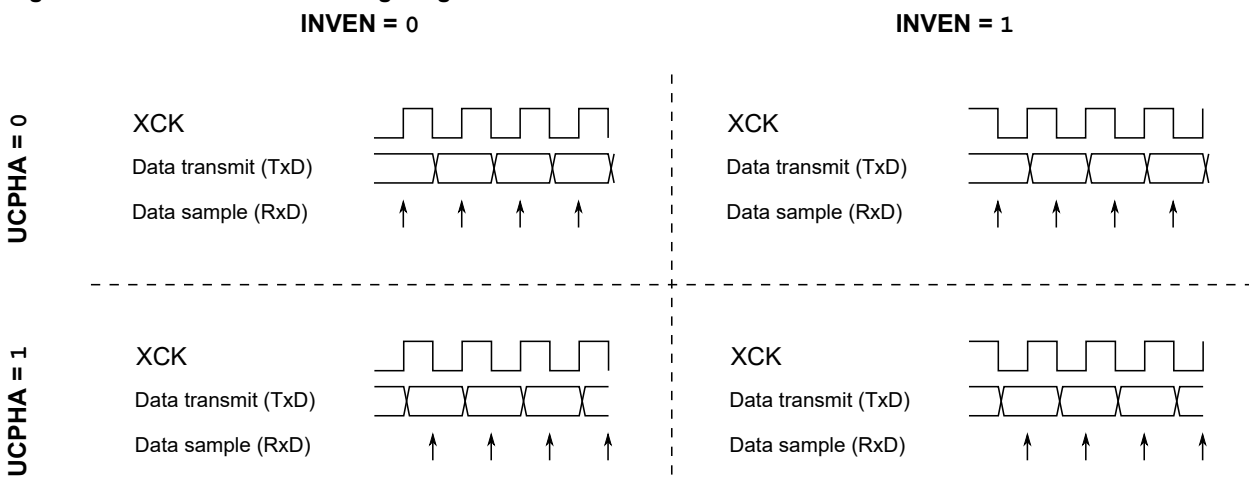 INVEN = 0 INVEN = 1
UCPHA = 0
XCK XCK
Data transmit (TxD) Data transmit (TxD)
Data sample (RxD) Data sample (RxD)
UCPHA = 1
XCK XCK
Data transmit (TxD) Data transmit (TxD)
Data sample (RxD) Data sample (RxD)